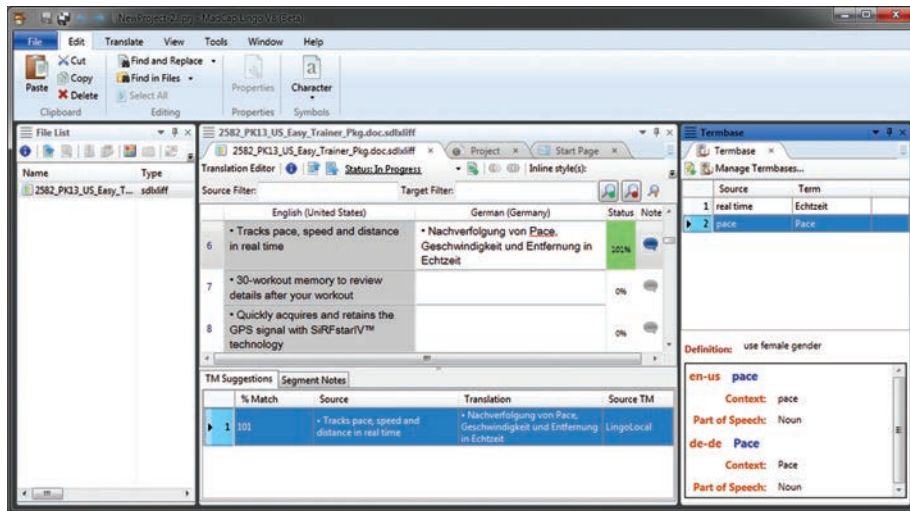 NewProject-v2.lprj - MadCap Lingo V8 (Beta)
File Edit Translate View Tools Window Help
Paste
Cut
Copy
Delete
Clipboard
Find and Replace
Find in Files
Select All
Editing
Properties
Properties
a
Character
Symbols
File List
Name Type
2582_PK13_US_Easy_T... sdlxliff
2582_PK13_US_Easy_Trainer_Pkg.doc.sdlxliff
2582_PK13_US_Easy_Trainer_Pkg.doc.sdlxliff Project Start Page
Translation Editor Status: In Progress Inline style(s):
Source Filter: Target Filter:
English (United States) German (Germany) Status Note
6
• Tracks pace, speed and distance
in real time
• Nachverfolgung von Pace,
Geschwindigkeit und Entfernung in
Echtzeit
101%
7
• 30-workout memory to review
details after your workout
0%
8
• Quickly acquires and retains the
GPS signal with SiRFstarIV™
technology
0%
TM Suggestions Segment Notes
% Match Source Translation Source TM
1 101
• Tracks pace, speed and
distance in real time
• Nachverfolgung von Pace,
Geschwindigkeit und Entfernung
in Echtzeit
LingoLocal
Termbase
Termbase
Manage Termbases...
Source Term
1 real time Echtzeit
2 pace Pace
Definition: use female gender
en-us pace
Context: pace
Part of Speech: Noun
de-de Pace
Context: Pace
Part of Speech: Noun